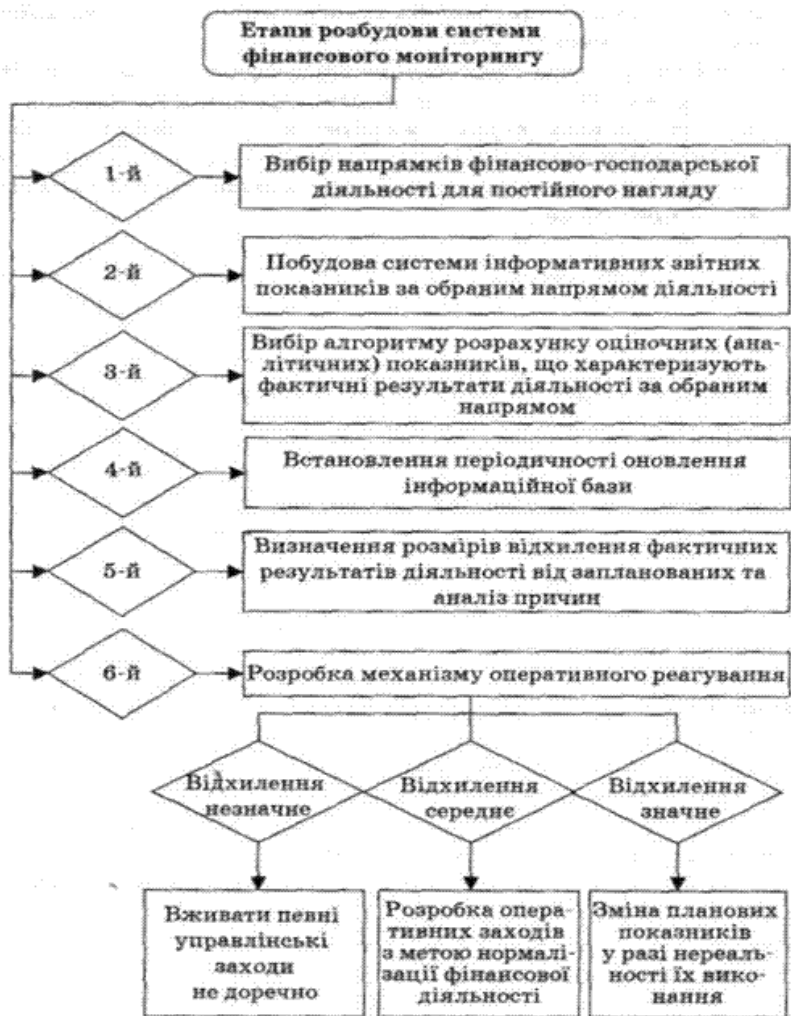 Етапи розбудови системи
фінансового моніторингу
1-й
Вибір напрямків фінансово-господарської
діяльності для постійного нагляду
2-й
Побудова системи інформативних звітних
показників за обраним напрямом діяльності
3-й
Вибір алгоритму розрахунку оціночних (ана-
літичних) показників, що характеризують
фактичні результати діяльності за обраним
напрямом
4-й
Встановлення періодичності оновлення
інформаційної бази
5-й
Визначення розмірів відхилення фактичних
результатів діяльності від запланованих та
аналіз причин
6-й
Розробка механізму оперативного реагування
Відхилення
незначне
Відхилення
середнє
Відхилення
значне
Вживати певні
управлінські
заходи
не доречно
Розробка опера-
тивних заходів
з метою нормалі-
зації фінансової
діяльності
Зміна планових
показників
у разі нереаль-
ності їх вико-
нання